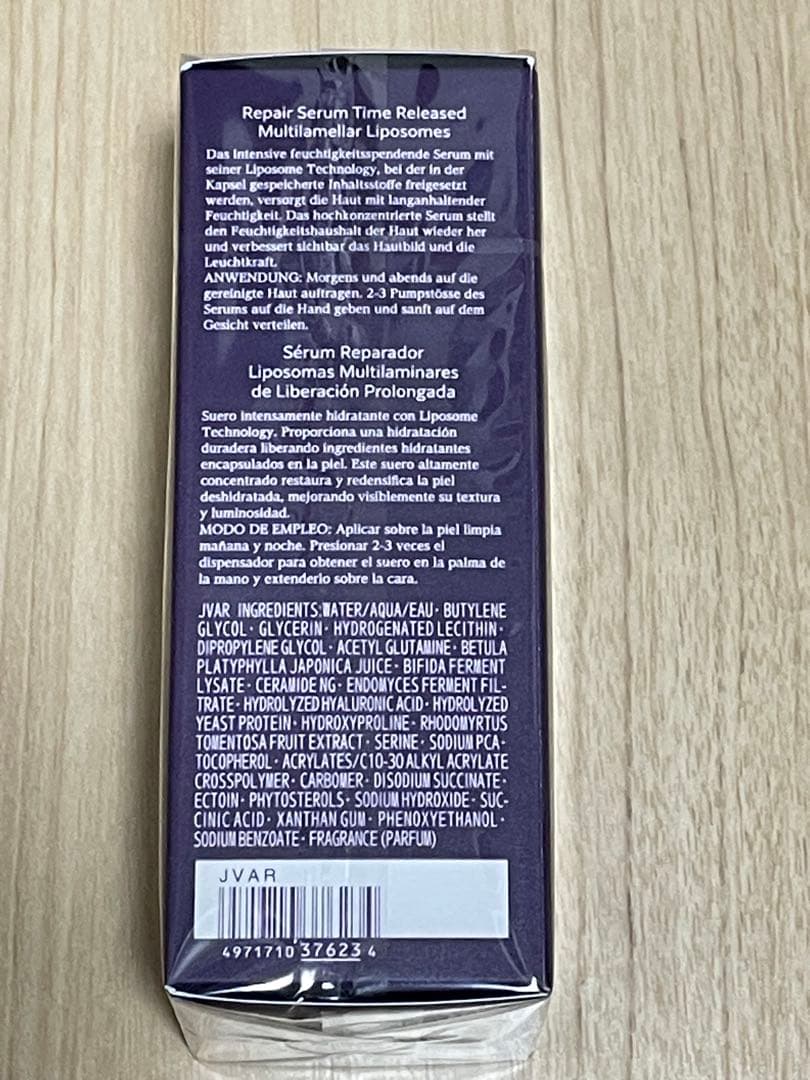 Repair Serum Time Released
Multilamellar Liposomes
Das Intensive feuchtigkeitsspendende Serum mit
seiner Liposome Technology, bei der in der
Kapsel gespeicherte Inhaltsstoffe freigesetzt
werden, versorgt die Haut mit langanhaltender
Feuchtigkeit. Das hochkonzentrierte Serum stellt
den Feuchtigkeitshaushalt der Haut wieder her
und verbessert sichtbar das Hautbild und die
Leuchtkraft.
ANWENDUNG: Morgens und abends auf die
gereinigte Haut auftragen. 2-3 Pumpstösse des
Serums auf die Hand geben und sanft auf dem
Gesicht verteilen.
Sérum Reparador
Liposomas Multilaminares
de Liberación Prolongada
Suero intensamente hidratante con Liposome
Technology. Proporciona una hidratación
duradera liberando ingredientes hidratantes
encapsulados en la piel. Este suero altamente
concentrado restaura y redensifica la piel
deshidratada, mejorando visiblemente su textura
y luminosidad.
MODO DE EMPLEO: Aplicar sobre la piel limpia
mañana y noche. Presionar 2-3 veces el
dispensador para obtener el suero en la palma de
la mano y extenderlo sobre la cara.
JVAR INGREDIENTS:WATER/AQUA/EAU· BUTYLENE
GLYCOL· GLYCERIN· HYDROGENATED LECITHIN·
DIPROPYLENE GLYCOL· ACETYL GLUTAMINE· BETULA
PLATYPHYLLA JAPONICA JUICE· BIFIDA FERMENT
LYSATE· CERAMIDE NG· ENDOMYCES FERMENT FIL-
TRATE· HYDROLYZED HYALURONIC ACID· HYDROLYZED
YEAST PROTEIN· HYDROXYPROLINE· RHODOMYRTUS
TOMENTOSA FRUIT EXTRACT· SERINE· SODIUM PCA·
TOCOPHEROL· ACRYLATES/C10-30 ALKYL ACRYLATE
CROSSPOLYMER· CARBOMER· DISODIUM SUCCINATE·
ECTOIN· PHYTOSTEROLS· SODIUM HYDROXIDE· SUC-
CINIC ACID· XANTHAN GUM· PHENOXYETHANOL·
SODIUM BENZOATE· FRAGRANCE (PARFUM)
JVAR
4971710 37623 4